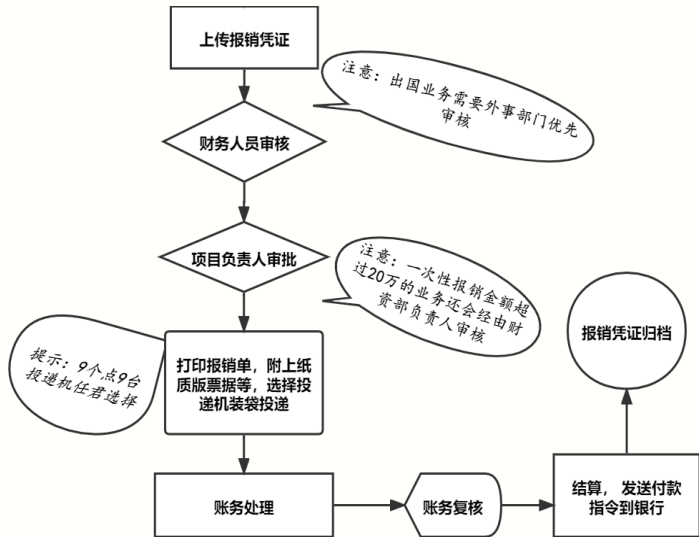 上传报销凭证
注意：出国业务需要外事部门优先
审核
财务人员审核
项目负责人审批
注意：一次性报销金额超
过20万的业务还会经由财
资部负责人审核
提示：9个点9台
投递机任君选择
打印报销单，附上纸
质版票据等，选择投
递机装袋投递
报销凭证归档
账务处理
账务复核
结算，发送付款
指令到银行